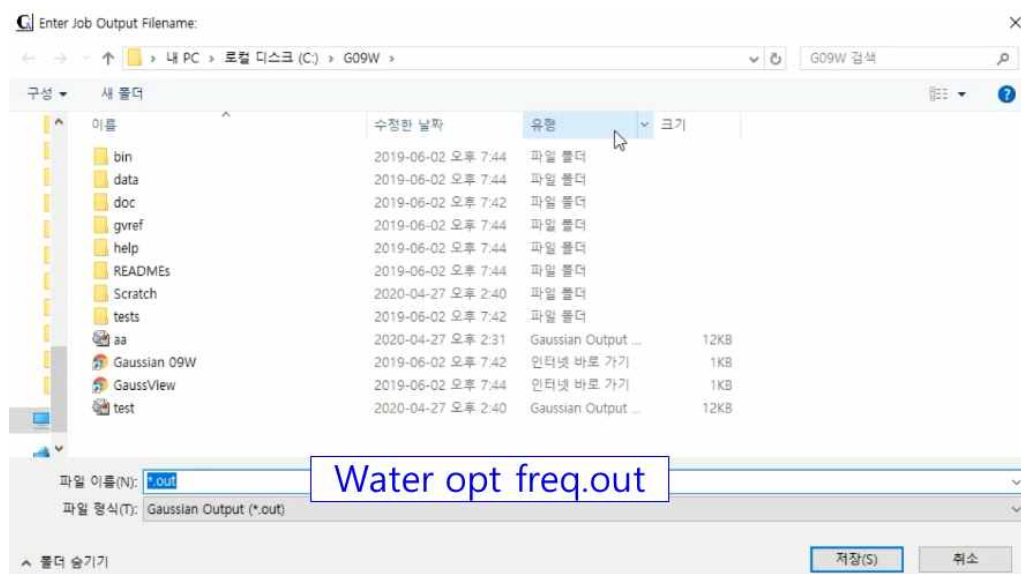 Enter Job Output Filename:
내 PC > 로컬 디스크 (C:) > G09W >
G09W 검색
구성 새 폴더
이름 수정한 날짜 유형 크기
bin 2019-06-02 오후 7:44 파일 폴더
data 2019-06-02 오후 7:44 파일 폴더
doc 2019-06-02 오후 7:42 파일 폴더
gvref 2019-06-02 오후 7:44 파일 폴더
help 2019-06-02 오후 7:44 파일 폴더
READMEs 2019-06-02 오후 7:44 파일 폴더
Scratch 2020-04-27 오후 2:40 파일 폴더
tests 2019-06-02 오후 7:42 파일 폴더
aa 2020-04-27 오후 2:31 Gaussian Output ... 12KB
Gaussian 09W 2019-06-02 오후 7:42 인터넷 바로 가기 1KB
GaussView 2019-06-02 오후 7:44 인터넷 바로 가기 1KB
test 2020-04-27 오후 2:40 Gaussian Output ... 12KB
파일 이름(N): *.out
Water opt freq.out
파일 형식(T): Gaussian Output (*.out)
폴더 숨기기
저장(S) 취소